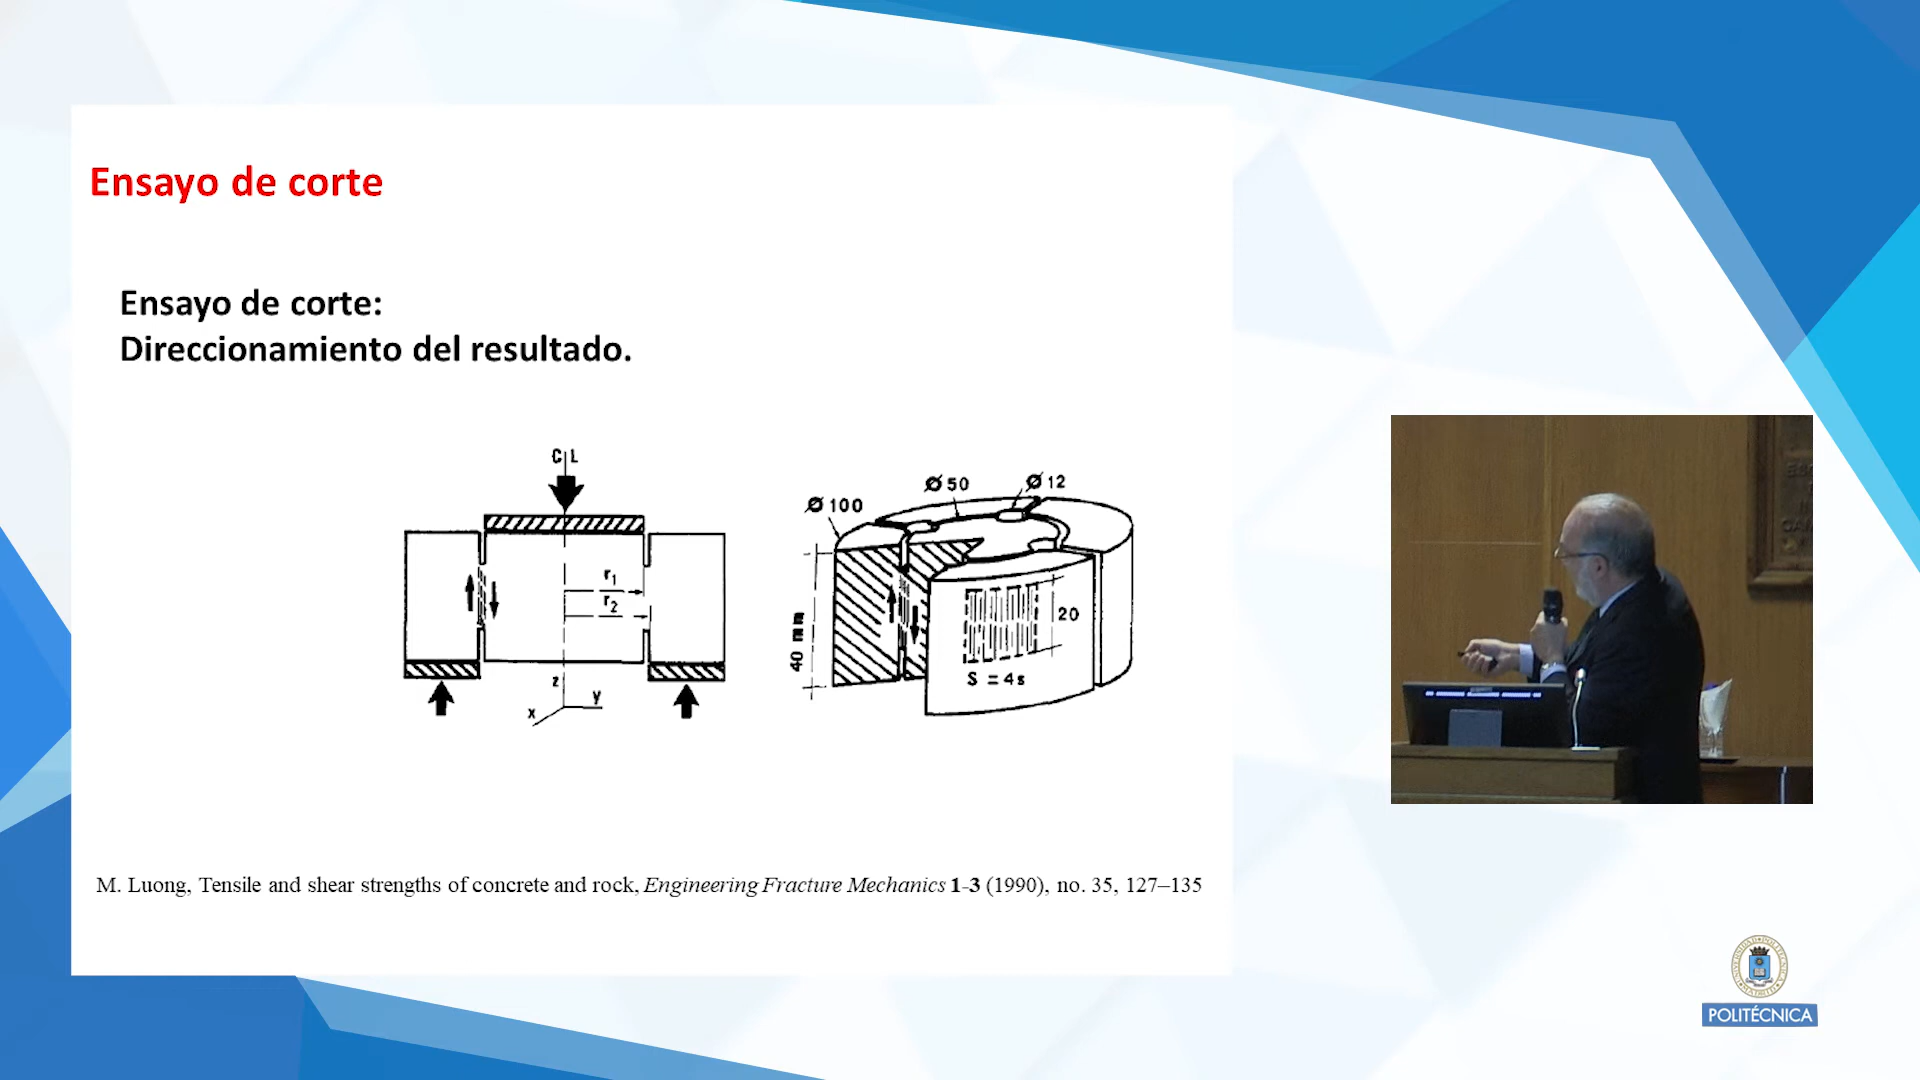 Ensayo de corte
Ensayo de corte:
Direccionamiento del resultado.
C L
r1
r2
z
x
y
Ø 100
Ø 50
Ø 12
40 mm
20
S = 4s
M. Luong, Tensile and shear strengths of concrete and rock, Engineering Fracture Mechanics 1-3 (1990), no. 35, 127–135
POLITÉCNICA